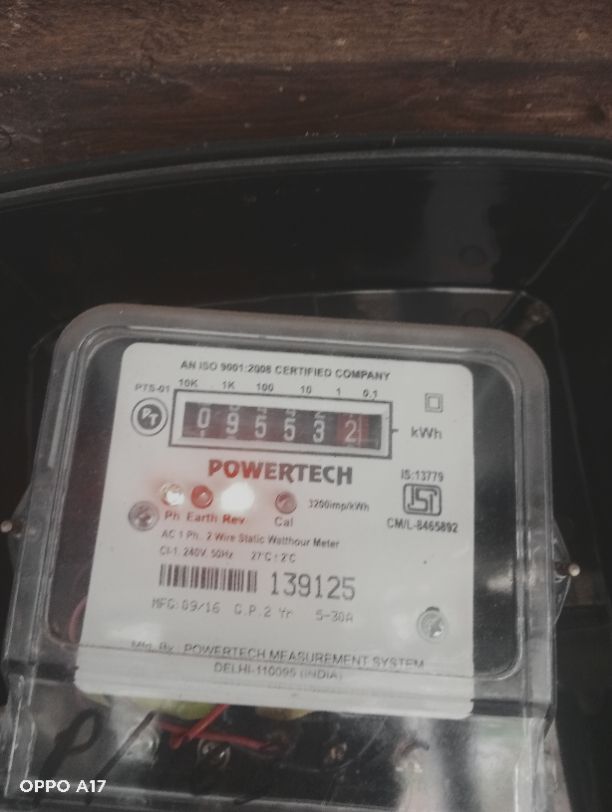 AN ISO 9001:2008 CERTIFIED COMPANY
PTS-01 10K 1K 100 10 1 0.1
PT 0 9 5 5 3 2 kWh
POWERTECH IS:13779
3200imp/kWh ISI
Ph Earth Rev Cal CM/L-8465892
AC 1 Ph. 2 Wire Static Watthour Meter
Cl-1. 240V. 50Hz 27°C ± 2°C
139125
MFG:09/16 G.P.2 Yr 5-30A
Mfg. By : POWERTECH MEASUREMENT SYSTEM
DELHI-110095 (INDIA)
OPPO A17